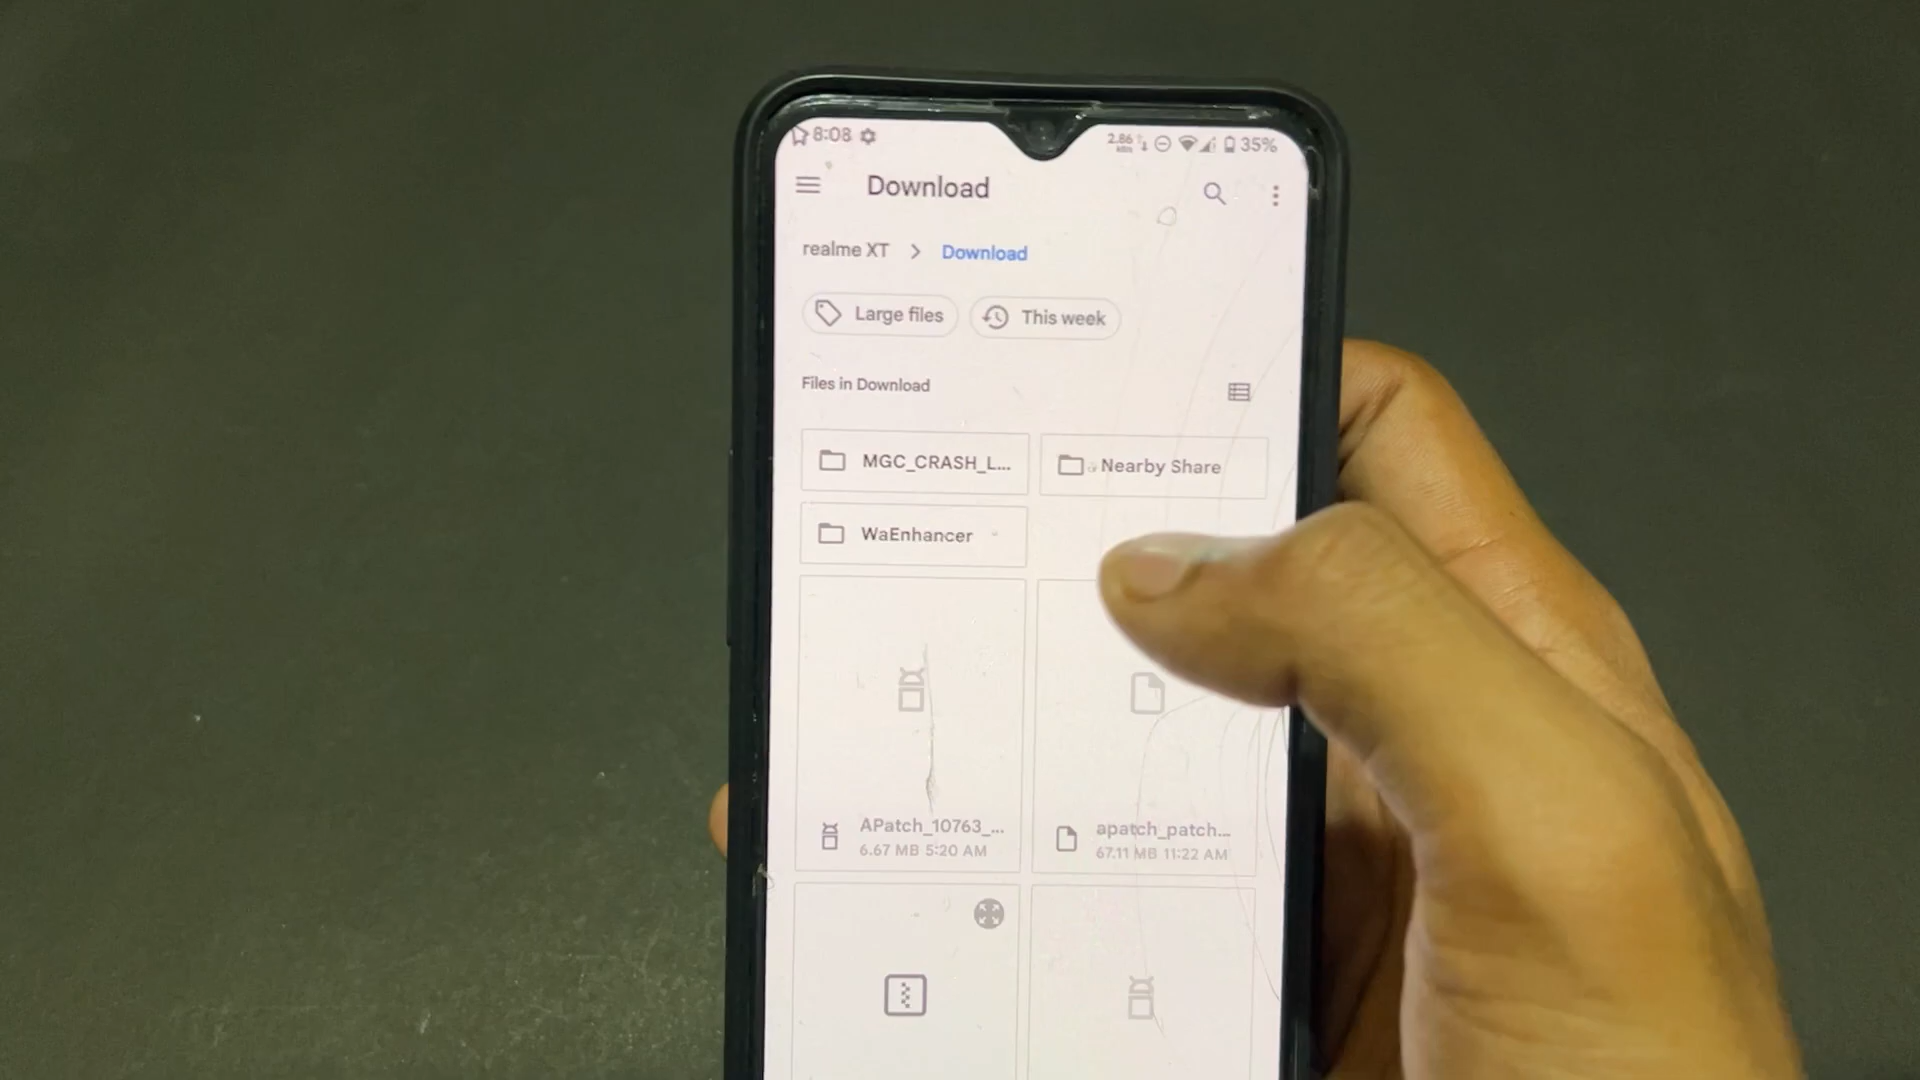 8:08
2.86
35%
Download
realme XT > Download
Large files
This week
Files in Download
MGC_CRASH_L...
Nearby Share
WaEnhancer
APatch_10763_...
6.67 MB 5:20 AM
apatch_patch...
67.11 MB 11:22 AM